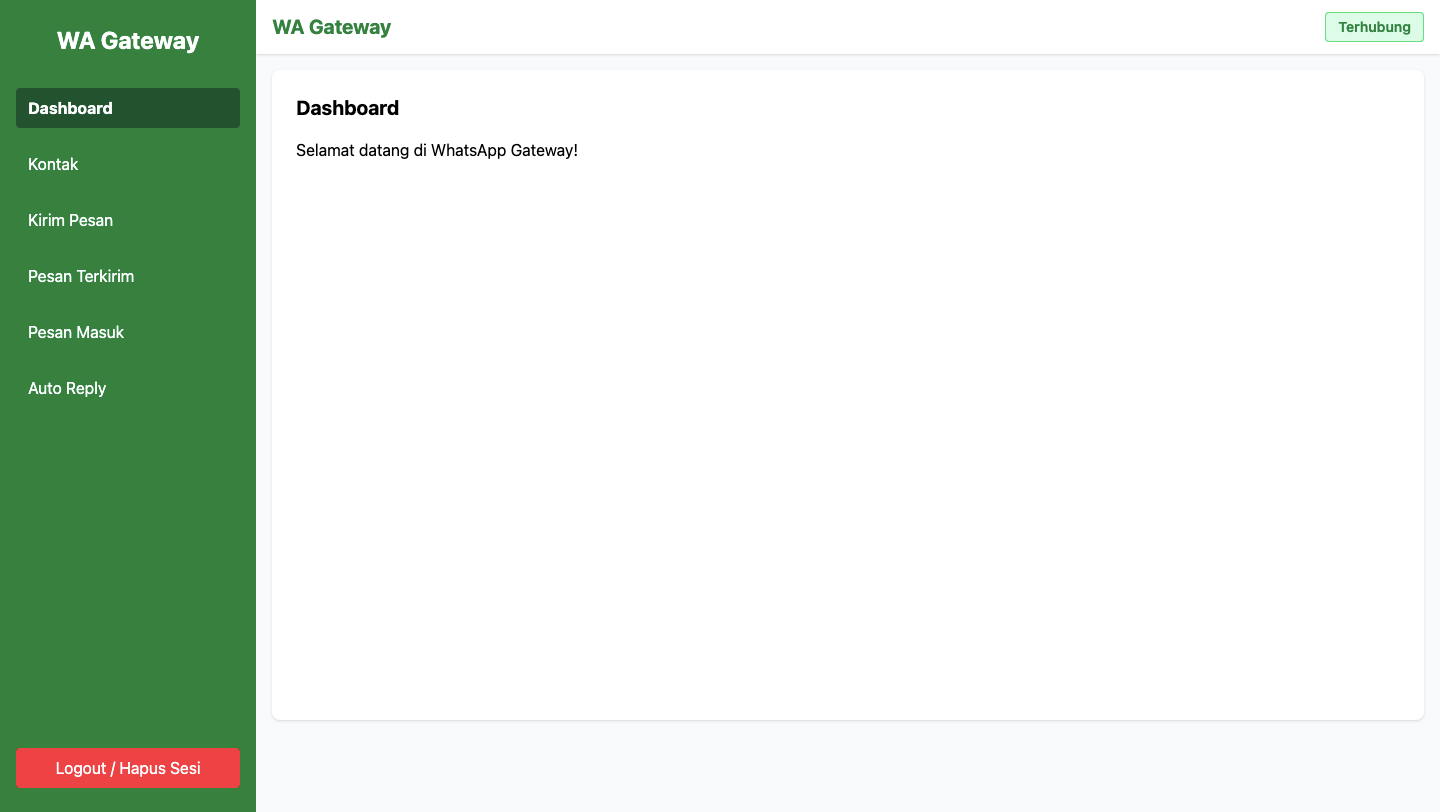 WA Gateway
Dashboard
Kontak
Kirim Pesan
Pesan Terkirim
Pesan Masuk
Auto Reply
Logout / Hapus Sesi
WA Gateway
Terhubung
Dashboard
Selamat datang di WhatsApp Gateway!